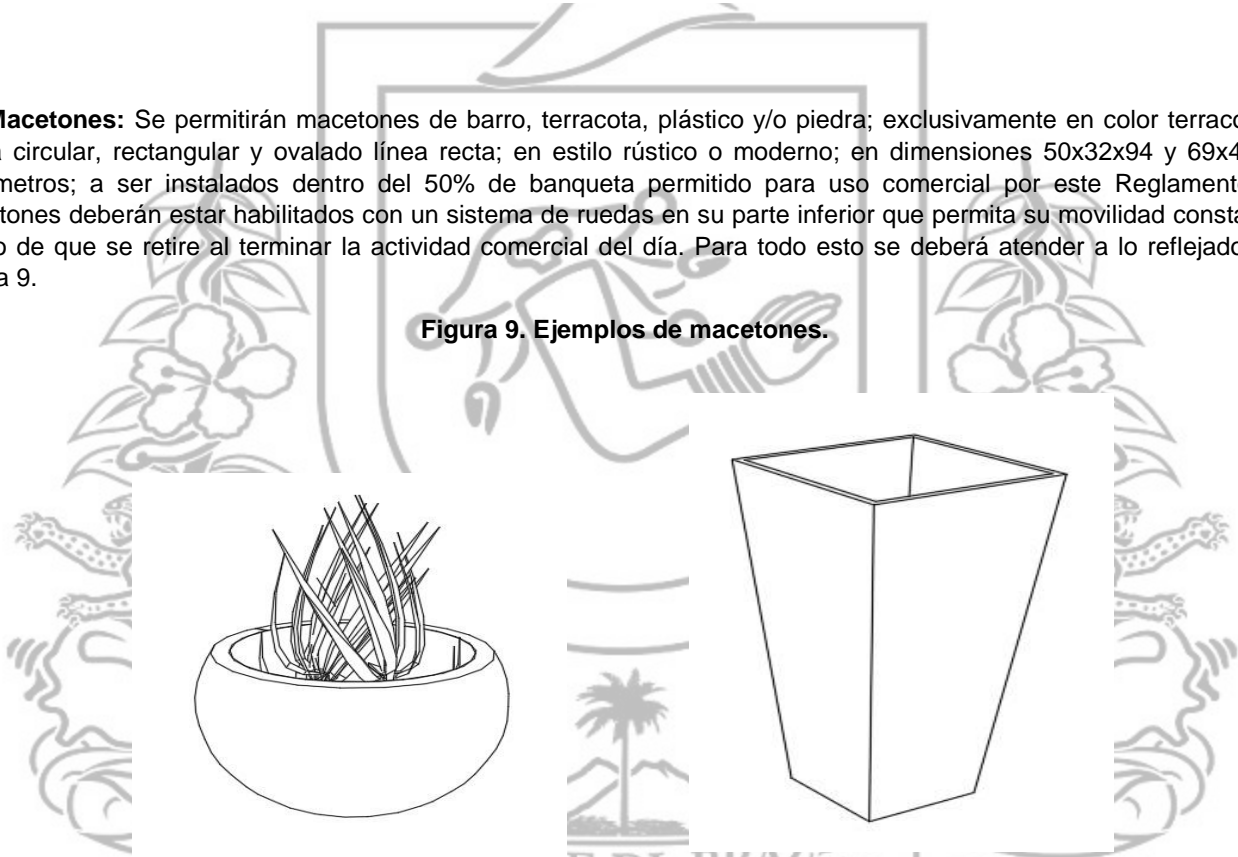 Macetones: Se permitirán macetones de barro, terracota, plástico y/o piedra; exclusivamente en color terraco
circular, rectangular y ovalado línea recta; en estilo rústico o moderno; en dimensiones 50x32x94 y 69x4
metros; a ser instalados dentro del 50% de banqueta permitido para uso comercial por este Reglament
tones deberán estar habilitados con un sistema de ruedas en su parte inferior que permita su movilidad consta
o de que se retire al terminar la actividad comercial del día. Para todo esto se deberá atender a lo reflejado
a 9.
Figura 9. Ejemplos de macetones.